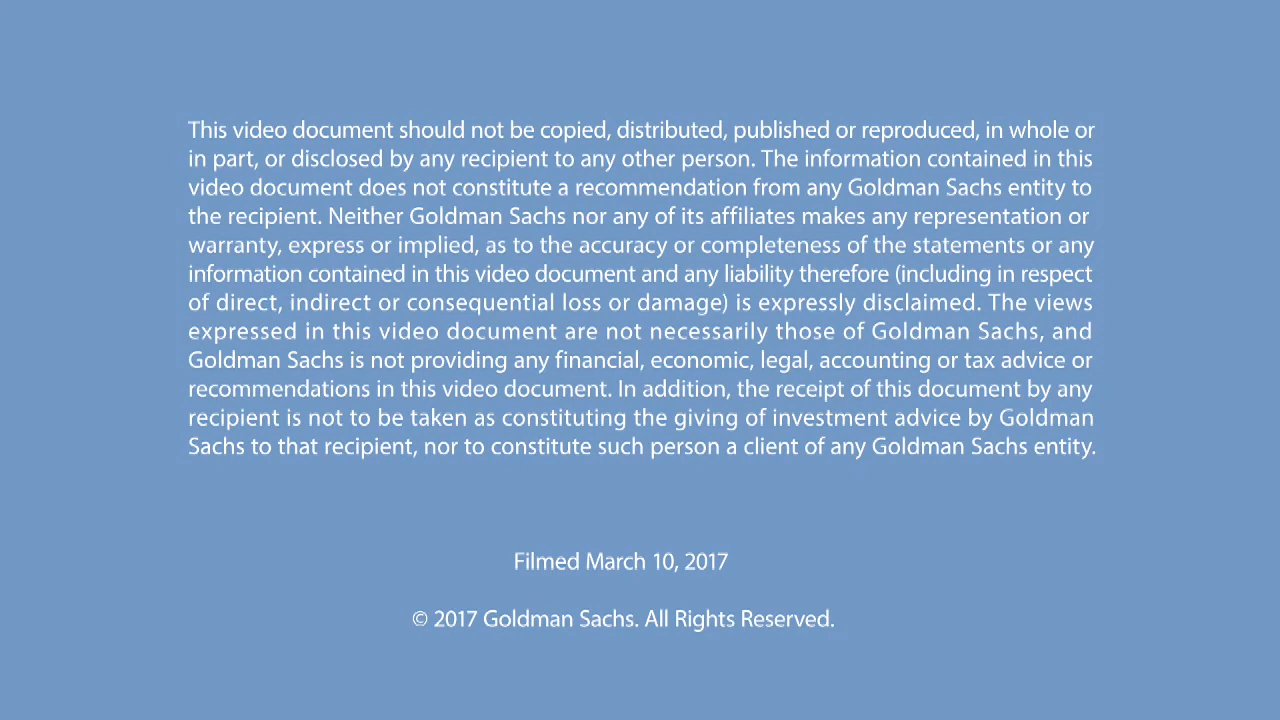 This video document should not be copied, distributed, published or reproduced, in whole or
in part, or disclosed by any recipient to any other person. The information contained in this
video document does not constitute a recommendation from any Goldman Sachs entity to
the recipient. Neither Goldman Sachs nor any of its affiliates makes any representation or
warranty, express or implied, as to the accuracy or completeness of the statements or any
information contained in this video document and any liability therefore (including in respect
of direct, indirect or consequential loss or damage) is expressly disclaimed. The views
expressed in this video document are not necessarily those of Goldman Sachs, and
Goldman Sachs is not providing any financial, economic, legal, accounting or tax advice or
recommendations in this video document. In addition, the receipt of this document by any
recipient is not to be taken as constituting the giving of investment advice by Goldman
Sachs to that recipient, nor to constitute such person a client of any Goldman Sachs entity.
Filmed March 10, 2017
© 2017 Goldman Sachs. All Rights Reserved.